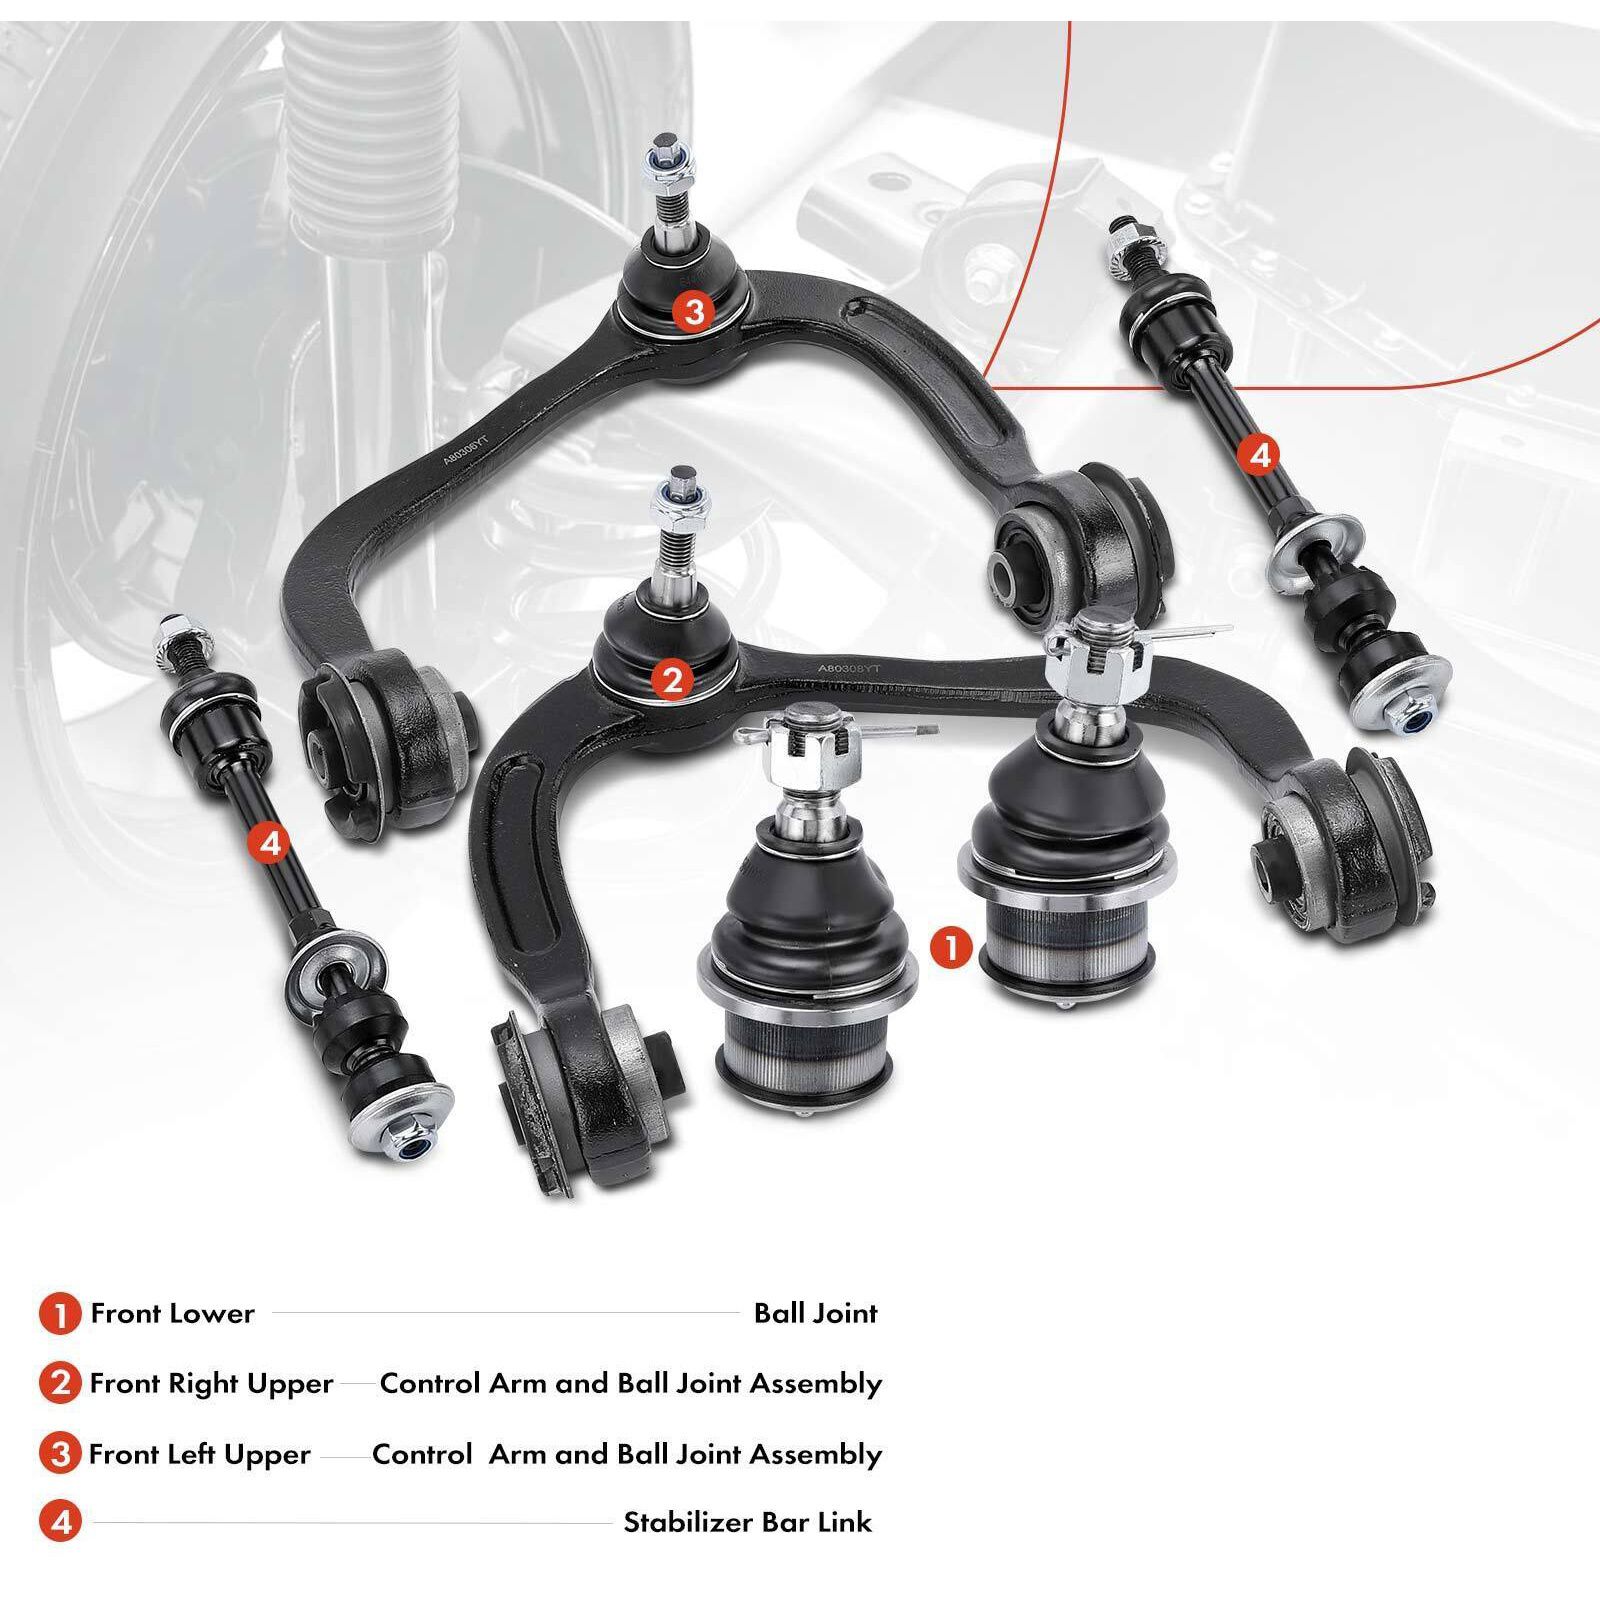 3
4
A80306YT
2
A80308YT
4
1
1 Front Lower Ball Joint
2 Front Right Upper Control Arm and Ball Joint Assembly
3 Front Left Upper Control Arm and Ball Joint Assembly
4 Stabilizer Bar Link